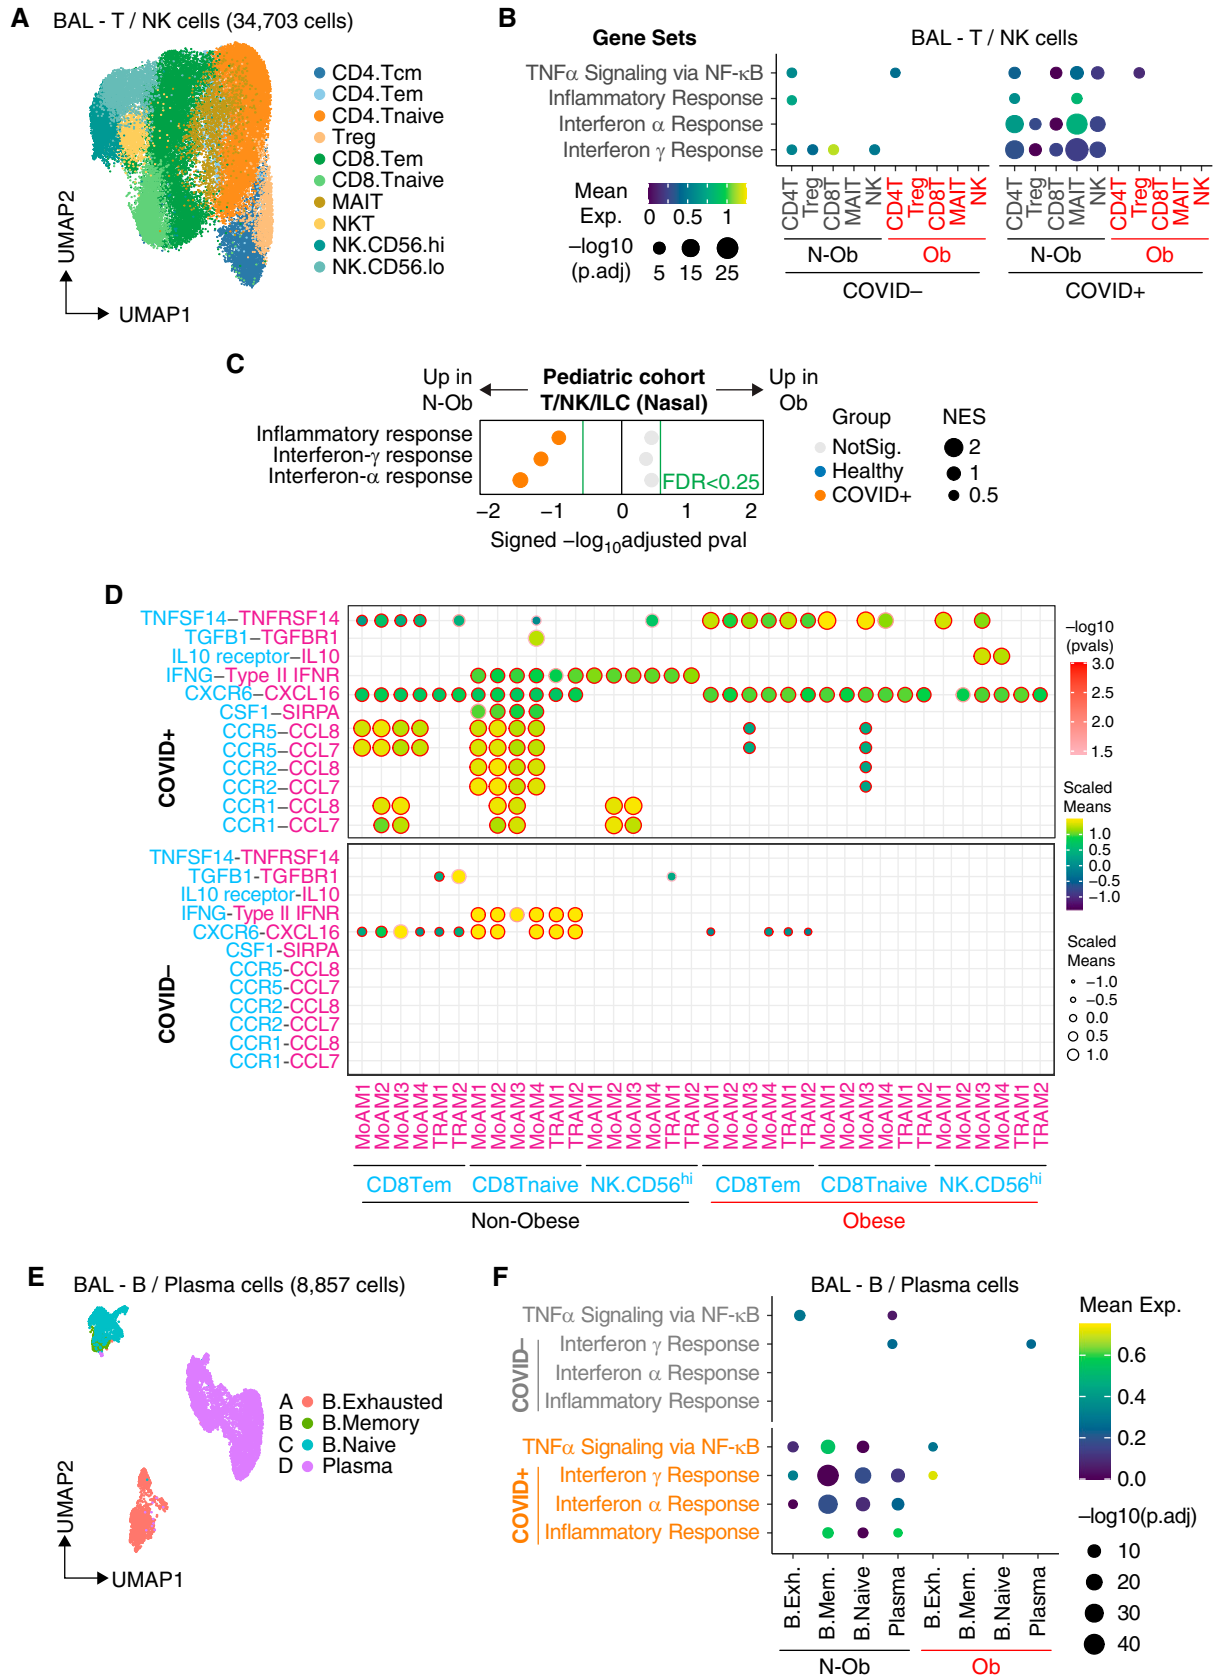 A
BAL - T / NK cells (34,703 cells)
CD4.Tcm
CD4.Tem
CD4.Tnaive
Treg
CD8.Tem
CD8.Tnaive
MAIT
NKT
NK.CD56.hi
NK.CD56.lo
UMAP2
UMAP1
B
Gene Sets
BAL - T / NK cells
TNFα Signaling via NF-κB
Inflammatory Response
Interferon α Response
Interferon γ Response
Mean Exp.
0 0.5 1
–log10 (p.adj)
5 15 25
CD4T Treg CD8T MAIT NK CD4T Treg CD8T MAIT NK CD4T Treg CD8T MAIT NK CD4T Treg CD8T MAIT NK
N-Ob Ob N-Ob Ob
COVID– COVID+
C
Up in N-Ob
Pediatric cohort
T/NK/ILC (Nasal)
Up in Ob
Inflammatory response
Interferon-γ response
Interferon-α response
FDR<0.25
−2 −1 0 1 2
Signed −log10adjusted pval
Group
NotSig.
Healthy
COVID+
NES
2
1
0.5
D
COVID+
TNFSF14–TNFRSF14
TGFB1–TGFBR1
IL10 receptor–IL10
IFNG–Type II IFNR
CXCR6–CXCL16
CSF1–SIRPA
CCR5–CCL8
CCR5–CCL7
CCR2–CCL8
CCR2–CCL7
CCR1–CCL8
CCR1–CCL7
COVID–
TNFSF14-TNFRSF14
TGFB1-TGFBR1
IL10 receptor-IL10
IFNG-Type II IFNR
CXCR6-CXCL16
CSF1-SIRPA
CCR5-CCL8
CCR5-CCL7
CCR2-CCL8
CCR2-CCL7
CCR1-CCL8
CCR1-CCL7
MoAM1 MoAM2 MoAM3 MoAM4 TRAM1 TRAM2 MoAM1 MoAM2 MoAM3 MoAM4 TRAM1 TRAM2 MoAM1 MoAM2 MoAM3 MoAM4 TRAM1 TRAM2 MoAM1 MoAM2 MoAM3 MoAM4 TRAM1 TRAM2 MoAM1 MoAM2 MoAM3 MoAM4 TRAM1 TRAM2 MoAM1 MoAM2 MoAM3 MoAM4 TRAM1 TRAM2
CD8Tem CD8Tnaive NK.CD56hi CD8Tem CD8Tnaive NK.CD56hi
Non-Obese Obese
−log10
(pvals)
3.0
2.5
2.0
1.5
Scaled
Means
1.0
0.5
0.0
−0.5
−1.0
Scaled
Means
−1.0
−0.5
0.0
0.5
1.0
E
BAL - B / Plasma cells (8,857 cells)
A B.Exhausted
B B.Memory
C B.Naive
D Plasma
UMAP2
UMAP1
F
BAL - B / Plasma cells
COVID–
TNFα Signaling via NF-κB
Interferon γ Response
Interferon α Response
Inflammatory Response
COVID+
TNFα Signaling via NF-κB
Interferon γ Response
Interferon α Response
Inflammatory Response
B.Exh. B.Mem. B.Naive Plasma B.Exh. B.Mem. B.Naive Plasma
N-Ob Ob
Mean Exp.
0.6
0.4
0.2
0.0
−log10(p.adj)
10
20
30
40